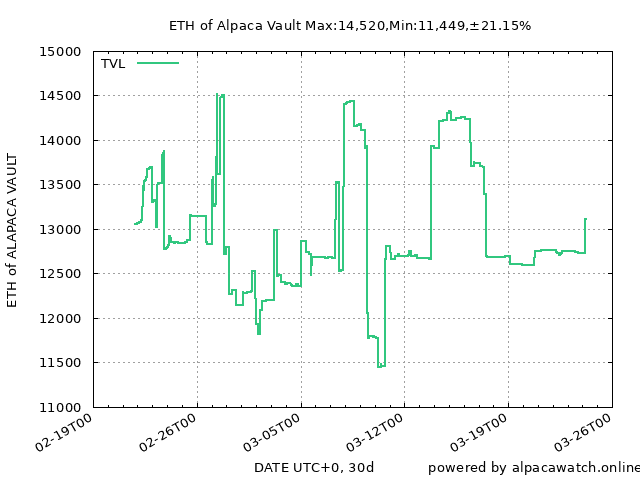 ETH of Alpaca Vault Max:14,520,Min:11,449,±21.15%
TVL
15000
14500
14000
13500
13000
12500
12000
11500
11000
ETH of ALAPACA VAULT
02-19T00
02-26T00
03-05T00
03-12T00
03-19T00
03-26T00
DATE UTC+0, 30d
powered by alpacawatch.online